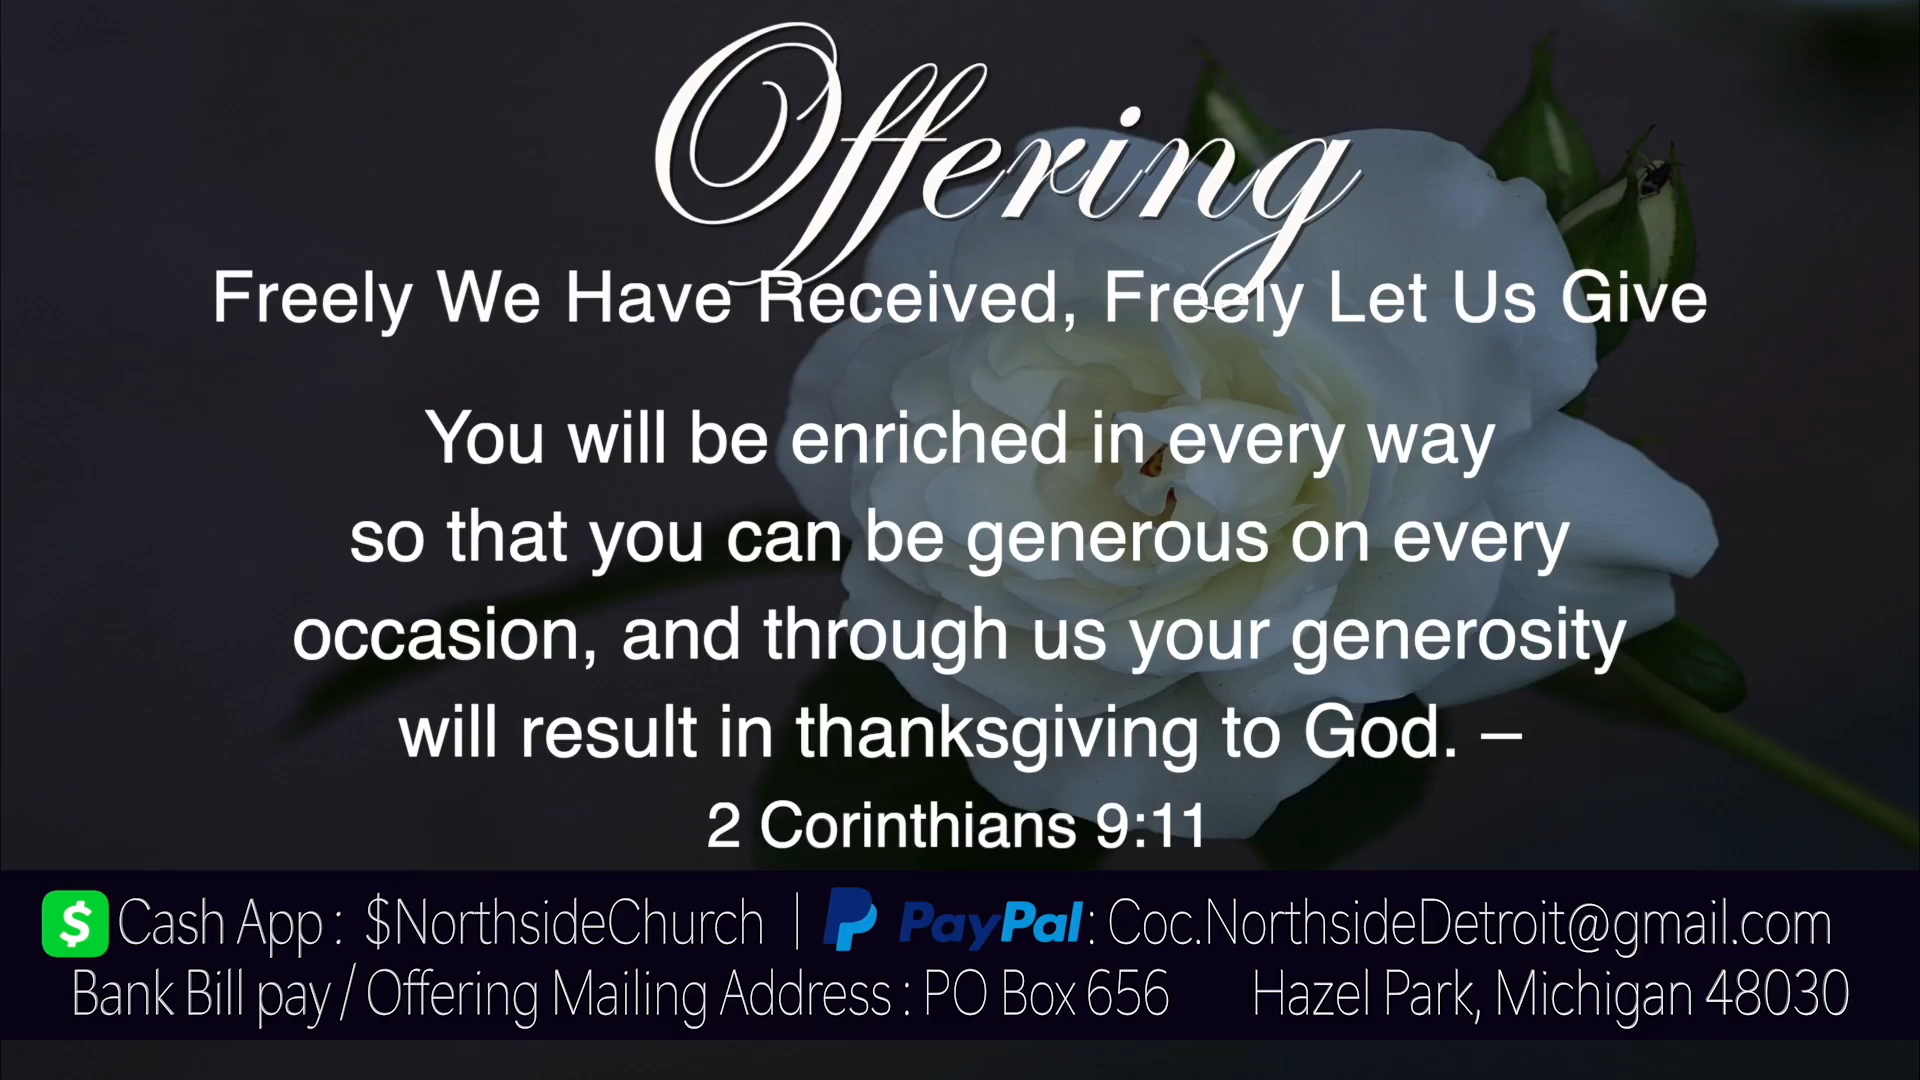 Offering
Freely We Have Received, Freely Let Us Give
You will be enriched in every way
so that you can be generous on every
occasion, and through us your generosity
will result in thanksgiving to God. –
2 Corinthians 9:11
$ Cash App : $NorthsideChurch | P PayPal : Coc.NorthsideDetroit@gmail.com
Bank Bill pay / Offering Mailing Address : PO Box 656 Hazel Park, Michigan 48030